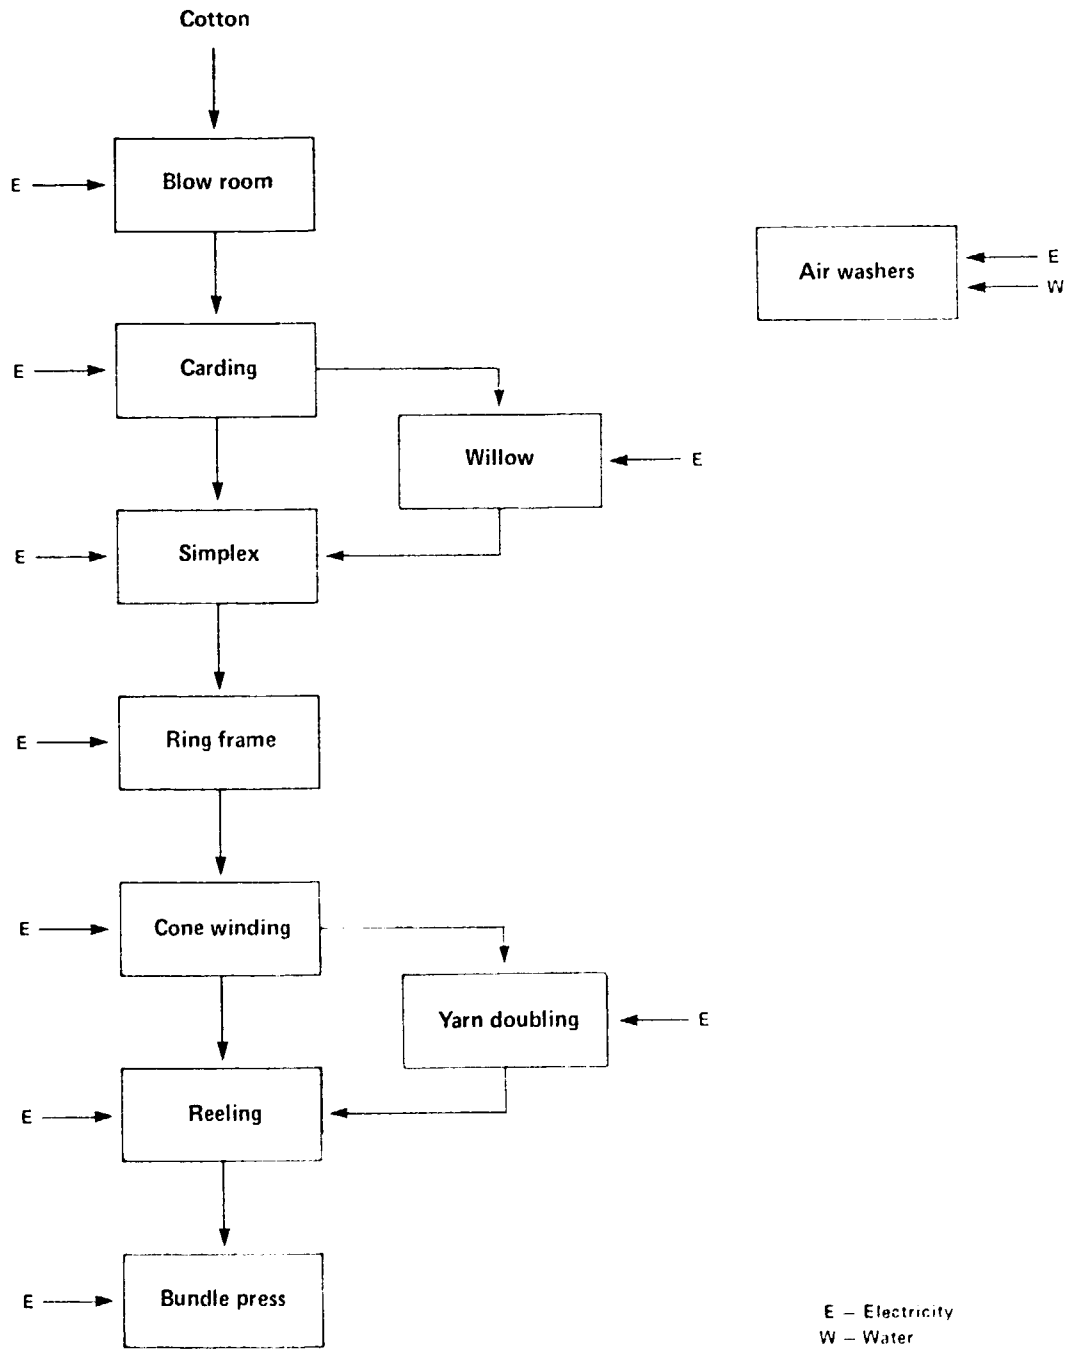 Cotton
E
Blow room
Air washers
E
W
E
Carding
Willow
E
E
Simplex
E
Ring frame
E
Cone winding
Yarn doubling
E
E
Reeling
E
Bundle press
E – Electricity
W – Water